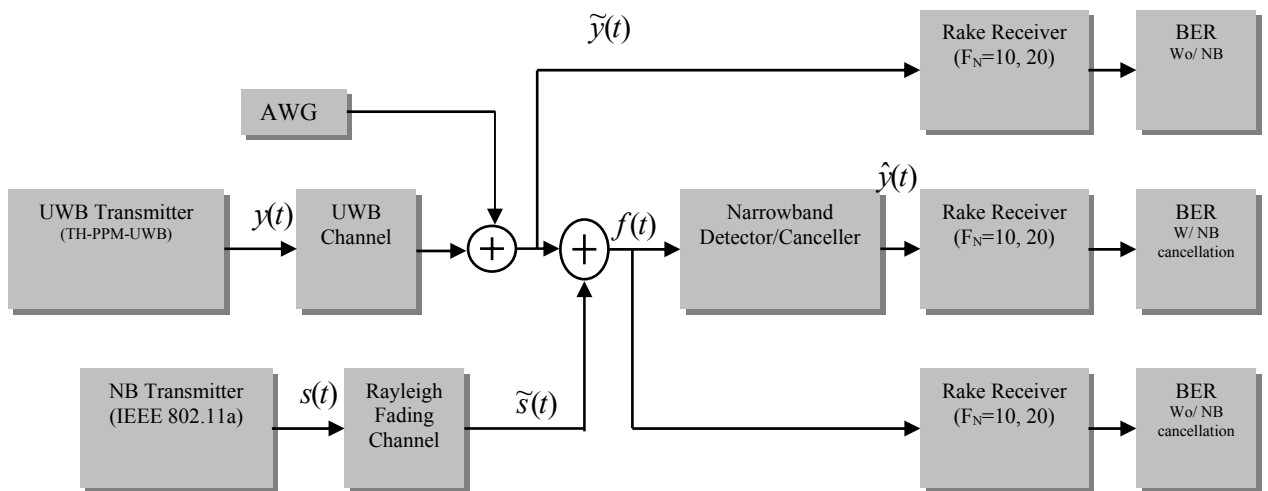 ỹ(t)
Rake Receiver
(F_N=10, 20)
BER
Wo/ NB
AWG
UWB Transmitter
(TH-PPM-UWB)
y(t)
UWB
Channel
+
+
f(t)
Narrowband
Detector/Canceller
ŷ(t)
Rake Receiver
(F_N=10, 20)
BER
W/ NB
cancellation
NB Transmitter
(IEEE 802.11a)
s(t)
Rayleigh
Fading
Channel
s̃(t)
Rake Receiver
(F_N=10, 20)
BER
Wo/ NB
cancellation